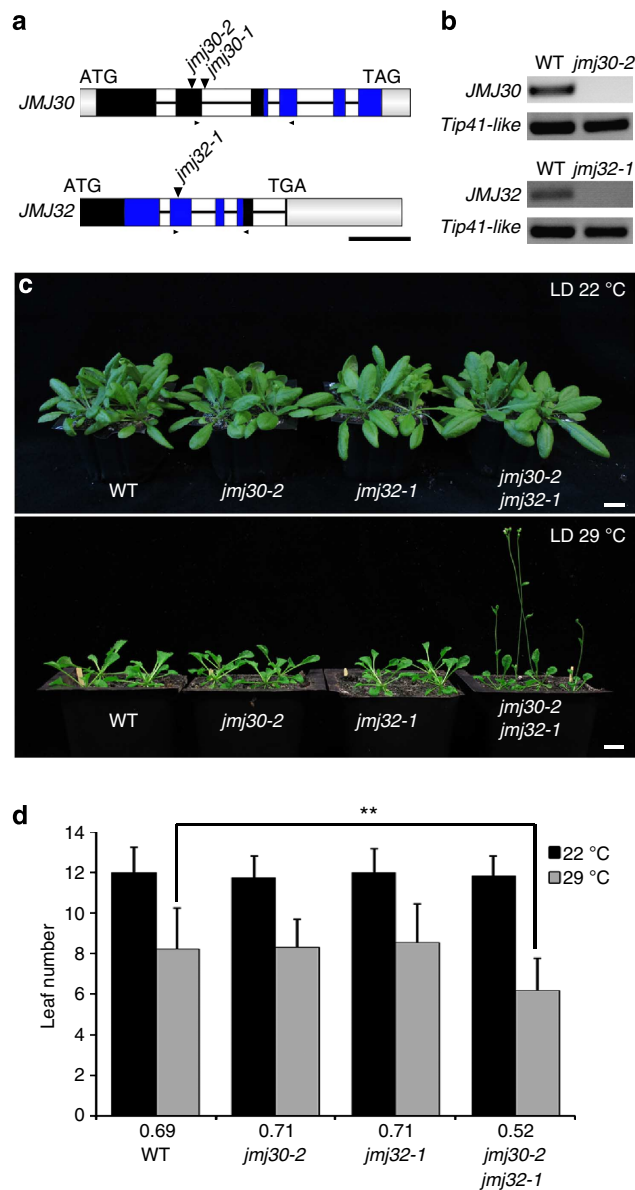 a
jmj30-2
jmj30-1
ATG
TAG
JMJ30
jmj32-1
ATG
TGA
JMJ32
b
WT jmj30-2
JMJ30
Tip41-like
WT jmj32-1
JMJ32
Tip41-like
c
LD 22 °C
WT
jmj30-2
jmj32-1
jmj30-2
jmj32-1
LD 29 °C
WT
jmj30-2
jmj32-1
jmj30-2
jmj32-1
d
**
14
12
10
8
6
4
2
0
Leaf number
22 °C
29 °C
0.69
WT
0.71
jmj30-2
0.71
jmj32-1
0.52
jmj30-2
jmj32-1